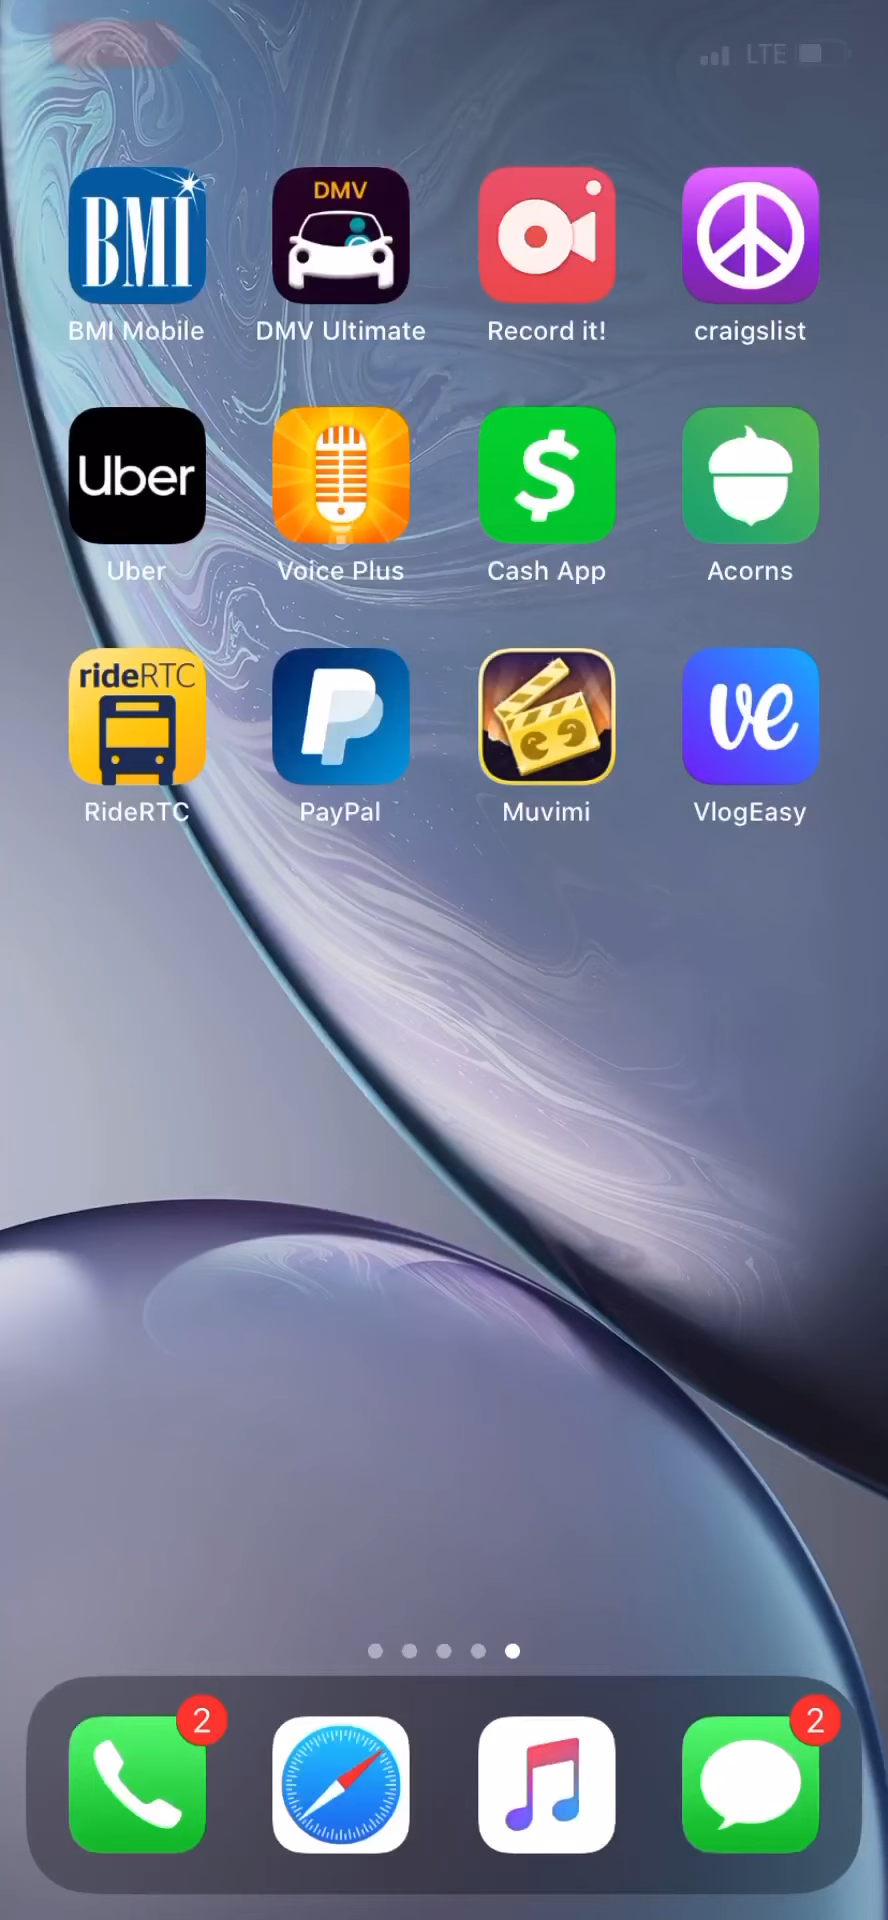 LTE
BMI
DMV
BMI Mobile
DMV Ultimate
Record it!
craigslist
Uber
$
Uber
Voice Plus
Cash App
Acorns
rideRTC
P
ve
RideRTC
PayPal
Muvimi
VlogEasy
2
2